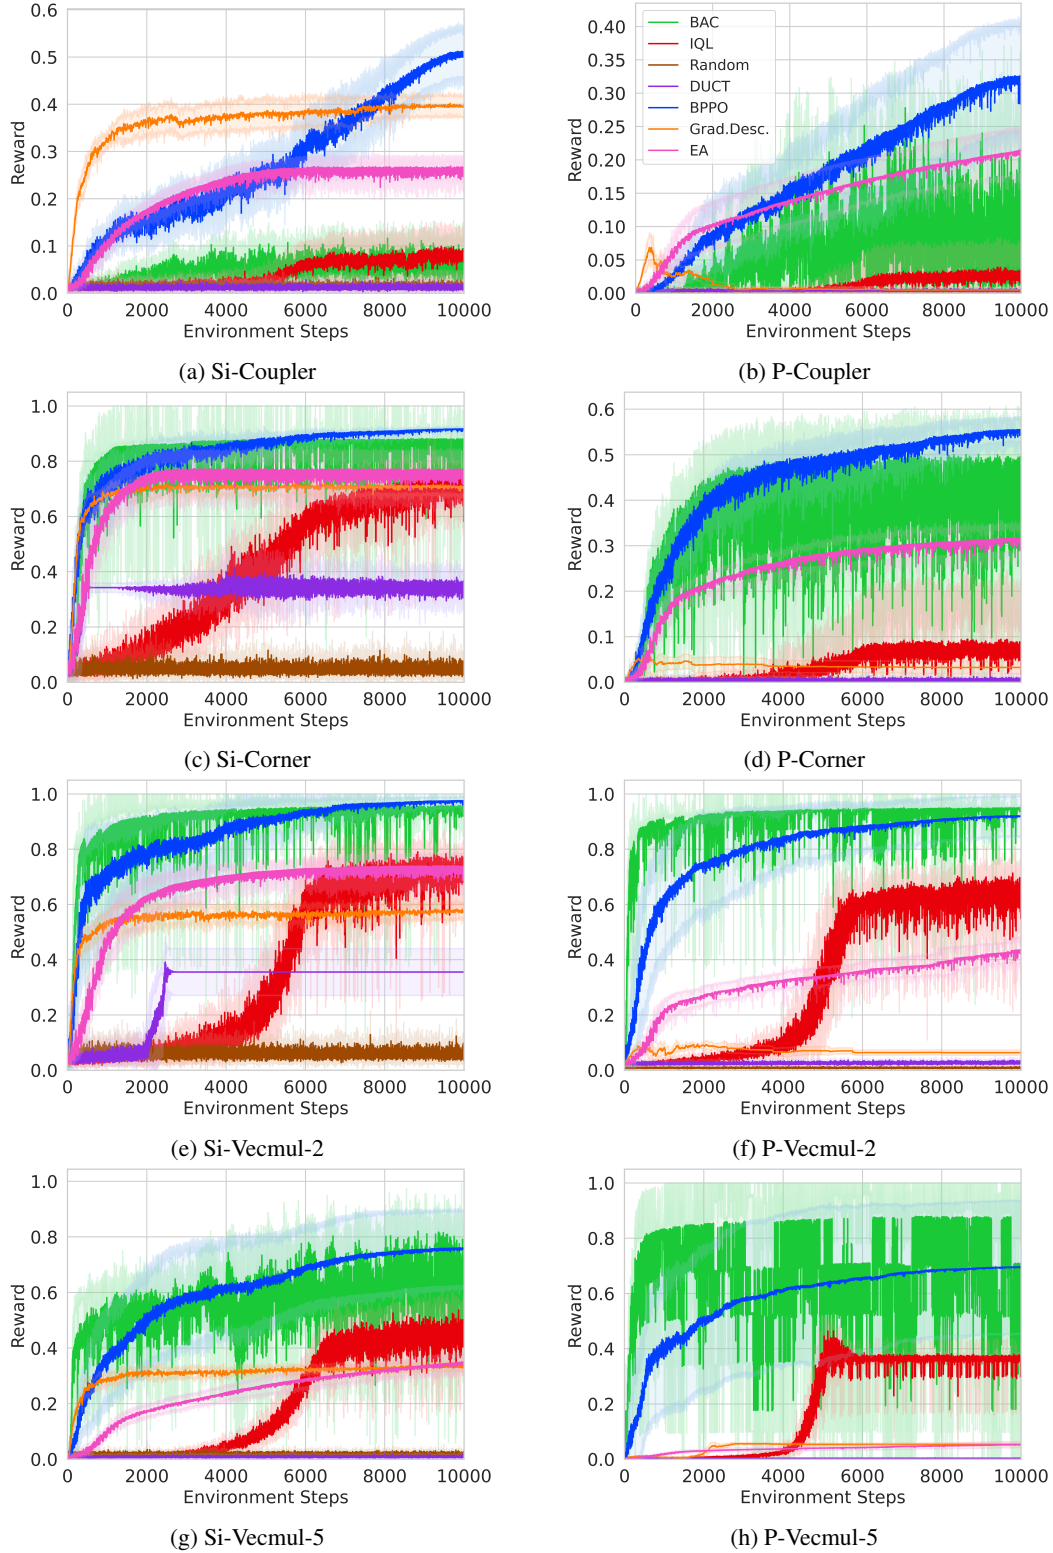 0.6
0.5
0.4
0.3
0.2
0.1
0.0
Reward
0 2000 4000 6000 8000 10000
Environment Steps
(a) Si-Coupler
0.40
0.35
0.30
0.25
0.20
0.15
0.10
0.05
0.00
Reward
BAC
IQL
Random
DUCT
BPPO
Grad.Desc.
EA
0 2000 4000 6000 8000 10000
Environment Steps
(b) P-Coupler
1.0
0.8
0.6
0.4
0.2
0.0
Reward
0 2000 4000 6000 8000 10000
Environment Steps
(c) Si-Corner
0.6
0.5
0.4
0.3
0.2
0.1
0.0
Reward
0 2000 4000 6000 8000 10000
Environment Steps
(d) P-Corner
1.0
0.8
0.6
0.4
0.2
0.0
Reward
0 2000 4000 6000 8000 10000
Environment Steps
(e) Si-Vecmul-2
1.0
0.8
0.6
0.4
0.2
0.0
Reward
0 2000 4000 6000 8000 10000
Environment Steps
(f) P-Vecmul-2
1.0
0.8
0.6
0.4
0.2
0.0
Reward
0 2000 4000 6000 8000 10000
Environment Steps
(g) Si-Vecmul-5
1.0
0.8
0.6
0.4
0.2
0.0
Reward
0 2000 4000 6000 8000 10000
Environment Steps
(h) P-Vecmul-5